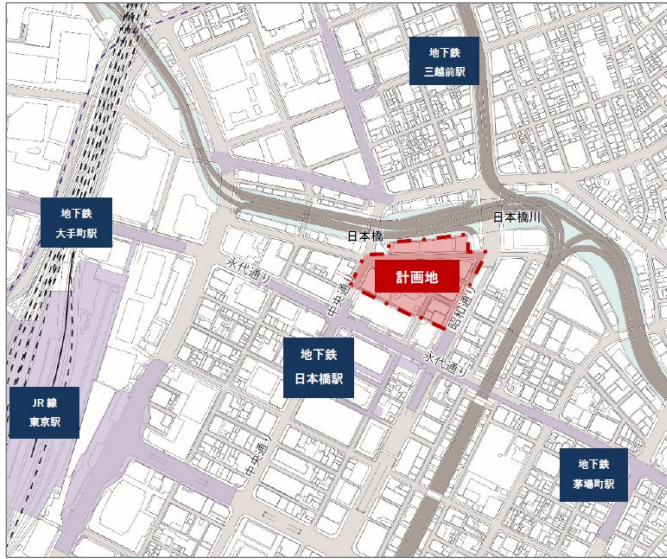 地下鉄
三越前駅
地下鉄
大手町駅
日本橋
日本橋川
計画地
永代通り
中央通り
昭和通り
永代通り
地下鉄
日本橋駅
JR 線
東京駅
中央通り
地下鉄
茅場町駅